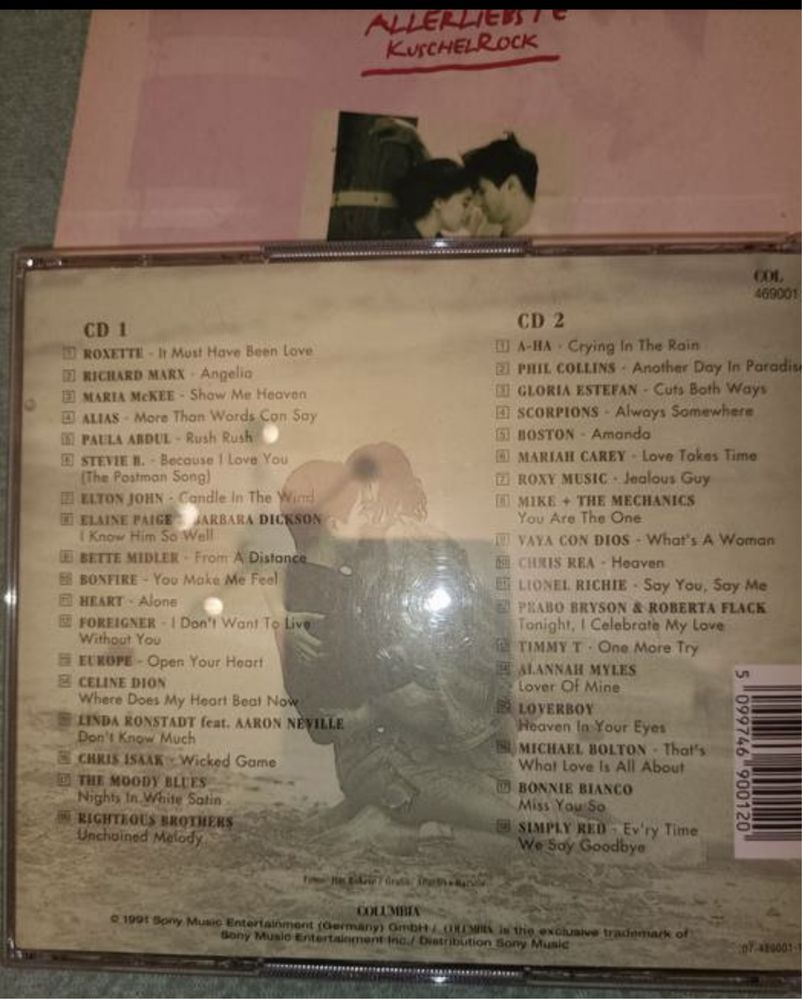 ALLERLIEBSTE
KUSCHELROCK
COL
469001
CD 1
1 ROXETTE - It Must Have Been Love
2 RICHARD MARX - Angelia
3 MARIA McKEE - Show Me Heaven
4 ALIAS - More Than Words Can Say
5 PAULA ABDUL - Rush Rush
6 STEVIE B. - Because I Love You
(The Postman Song)
7 ELTON JOHN - Candle In The Wind
8 ELAINE PAIGE BARBARA DICKSON
I Know Him So Well
9 BETTE MIDLER - From A Distance
10 BONFIRE - You Make Me Feel
11 HEART - Alone
12 FOREIGNER - I Don't Want To Live
Without You
13 EUROPE - Open Your Heart
14 CELINE DION
Where Does My Heart Beat Now
15 LINDA RONSTADT feat. AARON NEVILLE
Don't Know Much
16 CHRIS ISAAK - Wicked Game
17 THE MOODY BLUES
Nights In White Satin
18 RIGHTEOUS BROTHERS
Unchained Melody
CD 2
1 A-HA - Crying In The Rain
2 PHIL COLLINS - Another Day In Paradis
3 GLORIA ESTEFAN - Cuts Both Ways
4 SCORPIONS - Always Somewhere
5 BOSTON - Amanda
6 MARIAH CAREY - Love Takes Time
7 ROXY MUSIC - Jealous Guy
8 MIKE + THE MECHANICS
You Are The One
9 VAYA CON DIOS - What's A Woman
10 CHRIS REA - Heaven
11 LIONEL RICHIE - Say You, Say Me
12 PEABO BRYSON & ROBERTA FLACK
Tonight, I Celebrate My Love
13 TIMMY T - One More Try
14 ALANNAH MYLES
Lover Of Mine
15 LOVERBOY
Heaven In Your Eyes
16 MICHAEL BOLTON - That's
What Love Is All About
17 BONNIE BIANCO
Miss You So
18 SIMPLY RED - Ev'ry Time
We Say Goodbye
5 099746 900120
COLUMBIA
© 1991 Sony Music Entertainment (Germany) GmbH / COLUMBIA is the exclusive trademark of
Sony Music Entertainment Inc./ Distribution Sony Music
07-469001-1